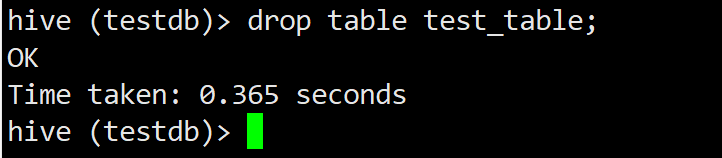 hive (testdb)> drop table test_table;
OK
Time taken: 0.365 seconds
hive (testdb)>